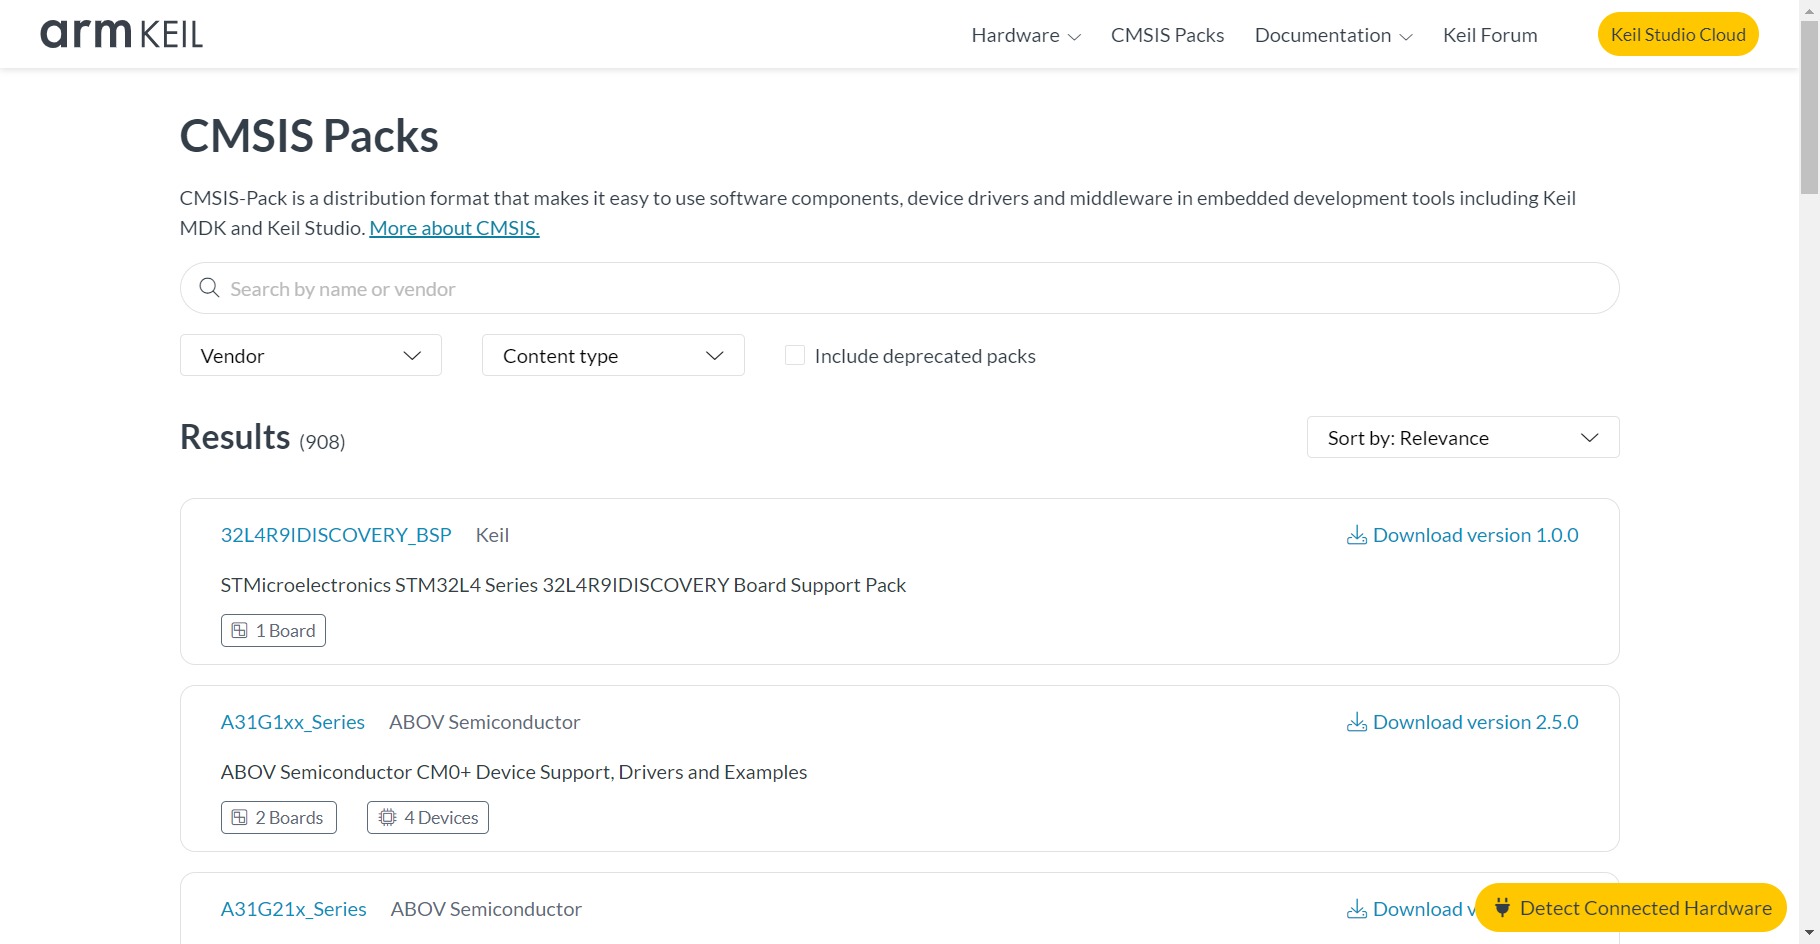 arm KEIL
Hardware
CMSIS Packs
Documentation
Keil Forum
Keil Studio Cloud
CMSIS Packs
CMSIS-Pack is a distribution format that makes it easy to use software components, device drivers and middleware in embedded development tools including Keil
MDK and Keil Studio. More about CMSIS.
Search by name or vendor
Vendor
Content type
Include deprecated packs
Results (908)
Sort by: Relevance
32L4R9IDISCOVERY_BSP Keil
Download version 1.0.0
STMicroelectronics STM32L4 Series 32L4R9IDISCOVERY Board Support Pack
1 Board
A31G1xx_Series ABOV Semiconductor
Download version 2.5.0
ABOV Semiconductor CM0+ Device Support, Drivers and Examples
2 Boards
4 Devices
A31G21x_Series ABOV Semiconductor
Download
Detect Connected Hardware